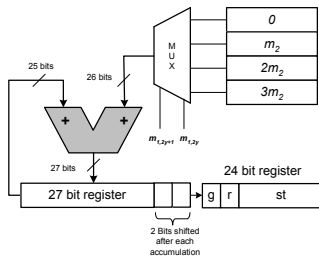 0
M
U
X
m2
2m2
3m2
25 bits
26 bits
+ +
m1,2y+1 m1,2y
27 bits
24 bit register
27 bit register
g r st
2 Bits shifted
after each
accumulation